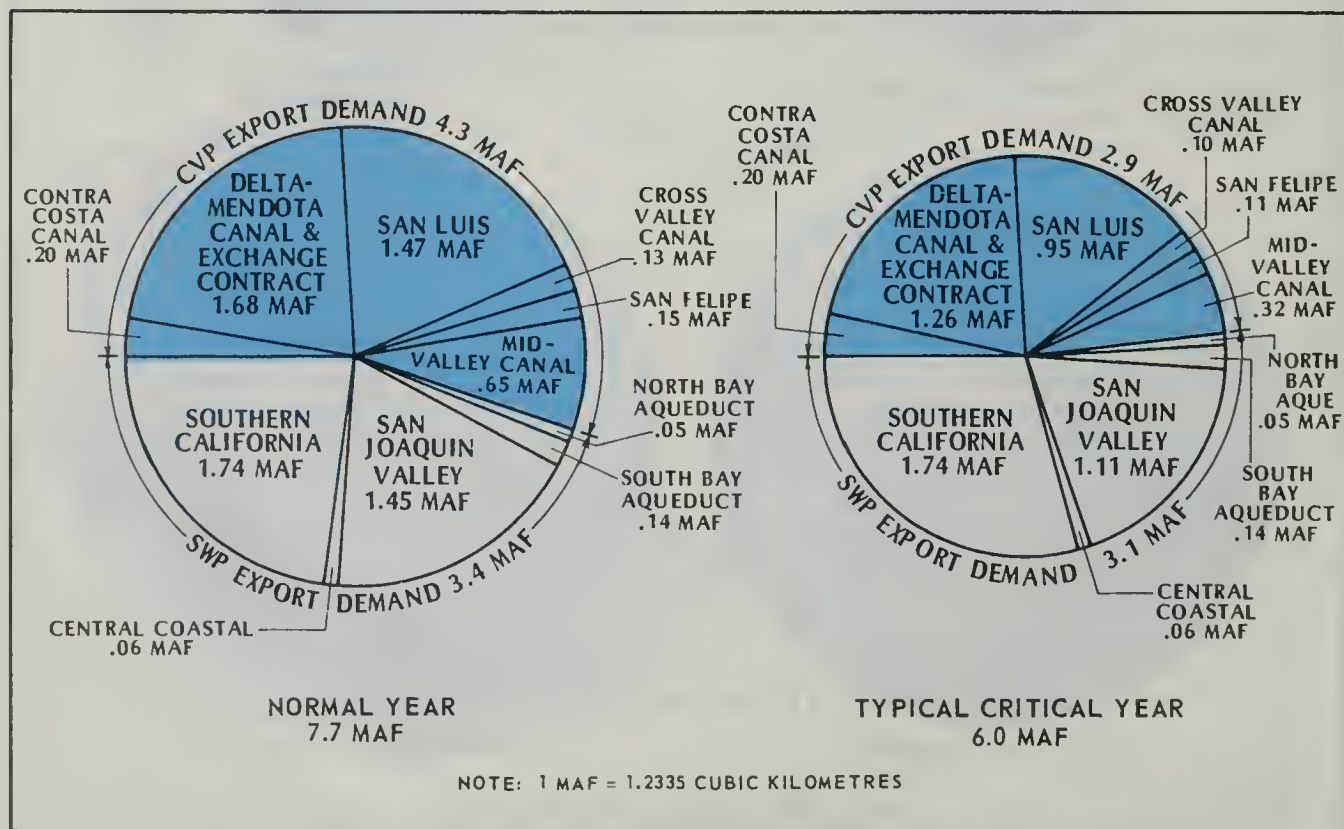 CVP EXPORT DEMAND 4.3 MAF
CONTRA
COSTA
CANAL
.20 MAF
DELTA-
MENDOTA
CANAL &
EXCHANGE
CONTRACT
1.68 MAF
SAN LUIS
1.47 MAF
CROSS
VALLEY
CANAL
.13 MAF
SAN FELIPE
.15 MAF
MID-
VALLEY CANAL
.65 MAF
NORTH BAY
AQUEDUCT
.05 MAF
SOUTH BAY
AQUEDUCT
.14 MAF
SAN
JOAQUIN
VALLEY
1.45 MAF
SOUTHERN
CALIFORNIA
1.74 MAF
SWP EXPORT DEMAND 3.4 MAF
CENTRAL COASTAL
.06 MAF
NORMAL YEAR
7.7 MAF
CVP EXPORT DEMAND 2.9 MAF
CONTRA
COSTA
CANAL
.20 MAF
DELTA-
MENDOTA
CANAL &
EXCHANGE
CONTRACT
1.26 MAF
SAN LUIS
.95 MAF
CROSS VALLEY
CANAL
.10 MAF
SAN FELIPE
.11 MAF
MID-
VALLEY
CANAL
.32 MAF
NORTH
BAY
AQUE
.05 MAF
SOUTH
BAY
AQUEDUCT
.14 MAF
SAN
JOAQUIN
VALLEY
1.11 MAF
SOUTHERN
CALIFORNIA
1.74 MAF
SWP EXPORT DEMAND 3.1 MAF
CENTRAL
COASTAL
.06 MAF
TYPICAL CRITICAL YEAR
6.0 MAF
NOTE: 1 MAF = 1.2335 CUBIC KILOMETRES